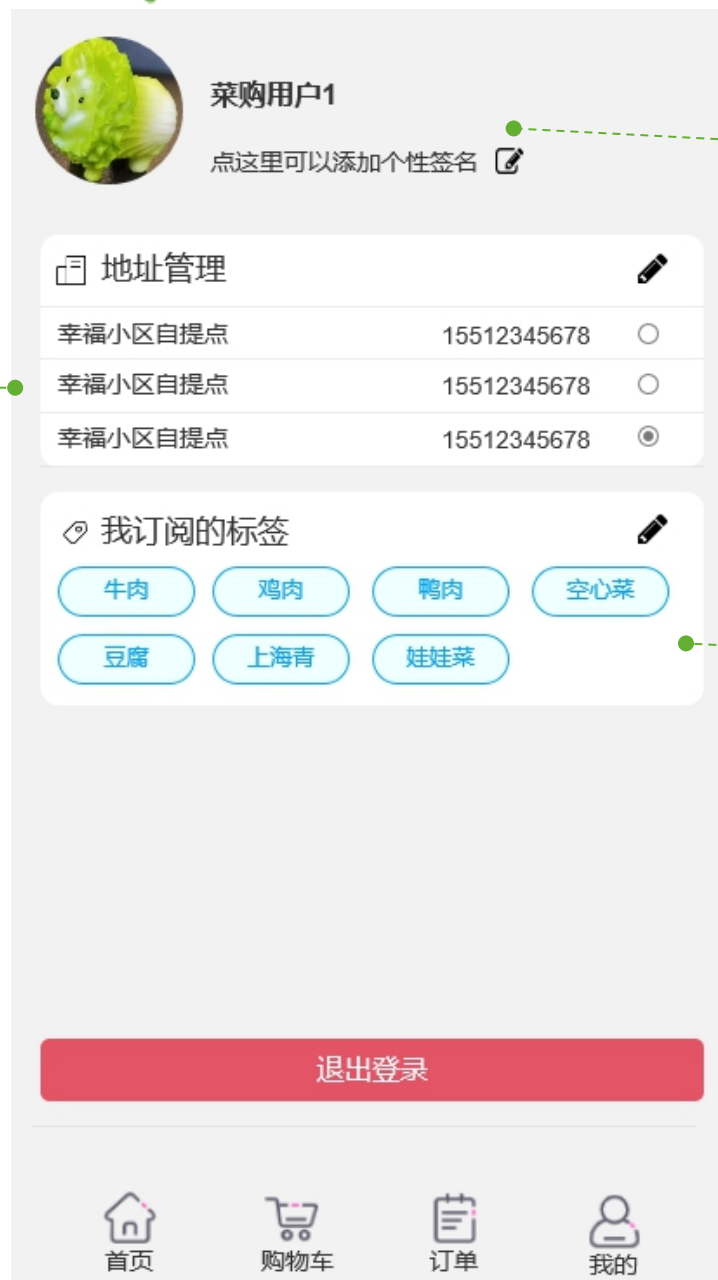 菜购用户1
点这里可以添加个性签名
地址管理
幸福小区自提点 15512345678
幸福小区自提点 15512345678
幸福小区自提点 15512345678
我订阅的标签
牛肉 鸡肉 鸭肉 空心菜
豆腐 上海青 娃娃菜
退出登录
首页 购物车 订单 我的